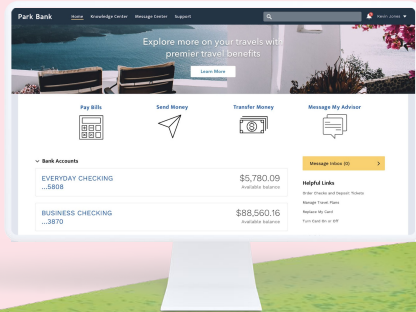 Park Bank
Home Knowledge Center Message Center Support
Kevin Jones
Explore more on your travels with
premier travel benefits
Learn More
Pay Bills
Send Money
Transfer Money
Message My Advisor
Bank Accounts
EVERYDAY CHECKING
...5808
$5,780.09
Available balance
BUSINESS CHECKING
...3870
$88,560.16
Available balance
Message Inbox (0)
Helpful Links
Order Checks and Deposit Tickets
Manage Travel Plans
Replace My Card
Turn Card On or Off